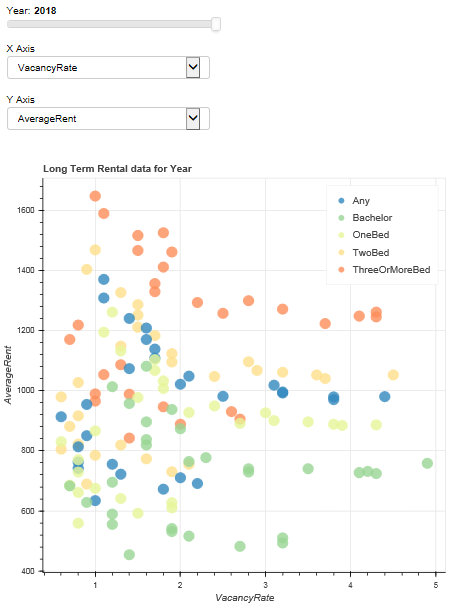 Year: 2018
X Axis
VacancyRate
Y Axis
AverageRent
Long Term Rental data for Year
Any
Bachelor
OneBed
TwoBed
ThreeOrMoreBed
1600
1400
1200
1000
800
600
400
AverageRent
1 2 3 4 5
VacancyRate